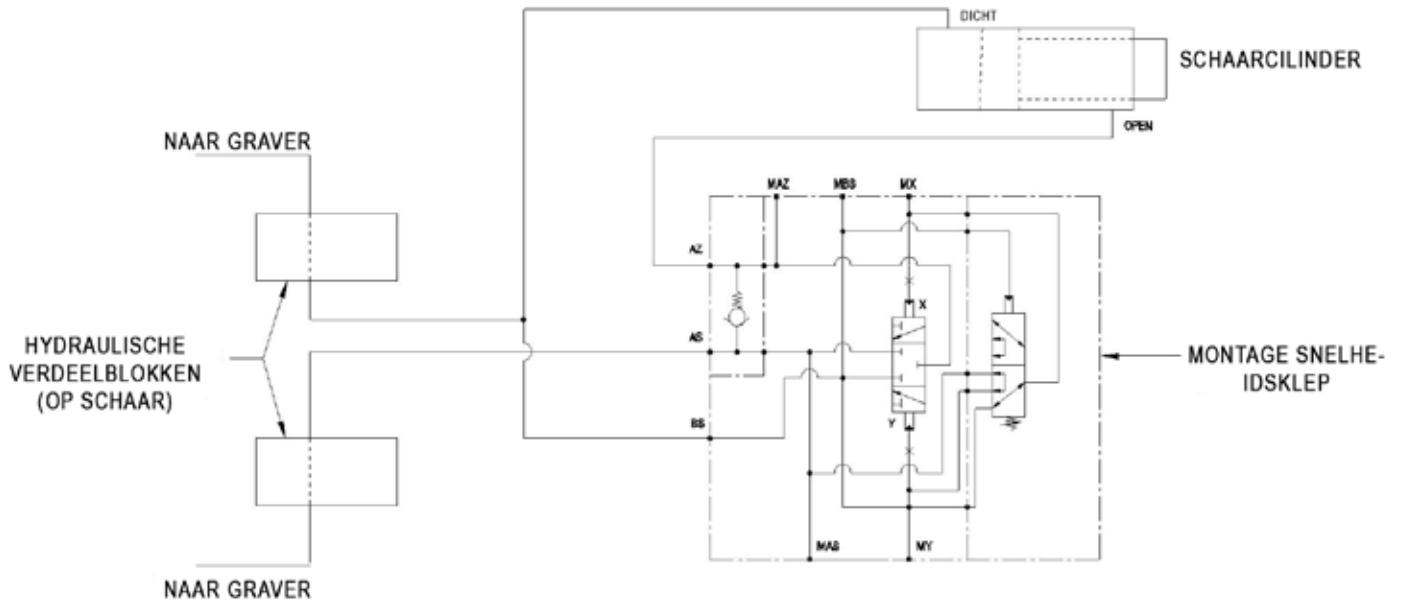 DICHT
SCHAARCILINDER
OPEN
NAAR GRAVER
MAZ
MBS
MX
AZ
X
HYDRAULISCHE
VERDEELBLOKKEN
(OP SCHAAR)
AS
MONTAGE SNELHE-
IDSKLEP
BS
Y
MAS
MY
NAAR GRAVER